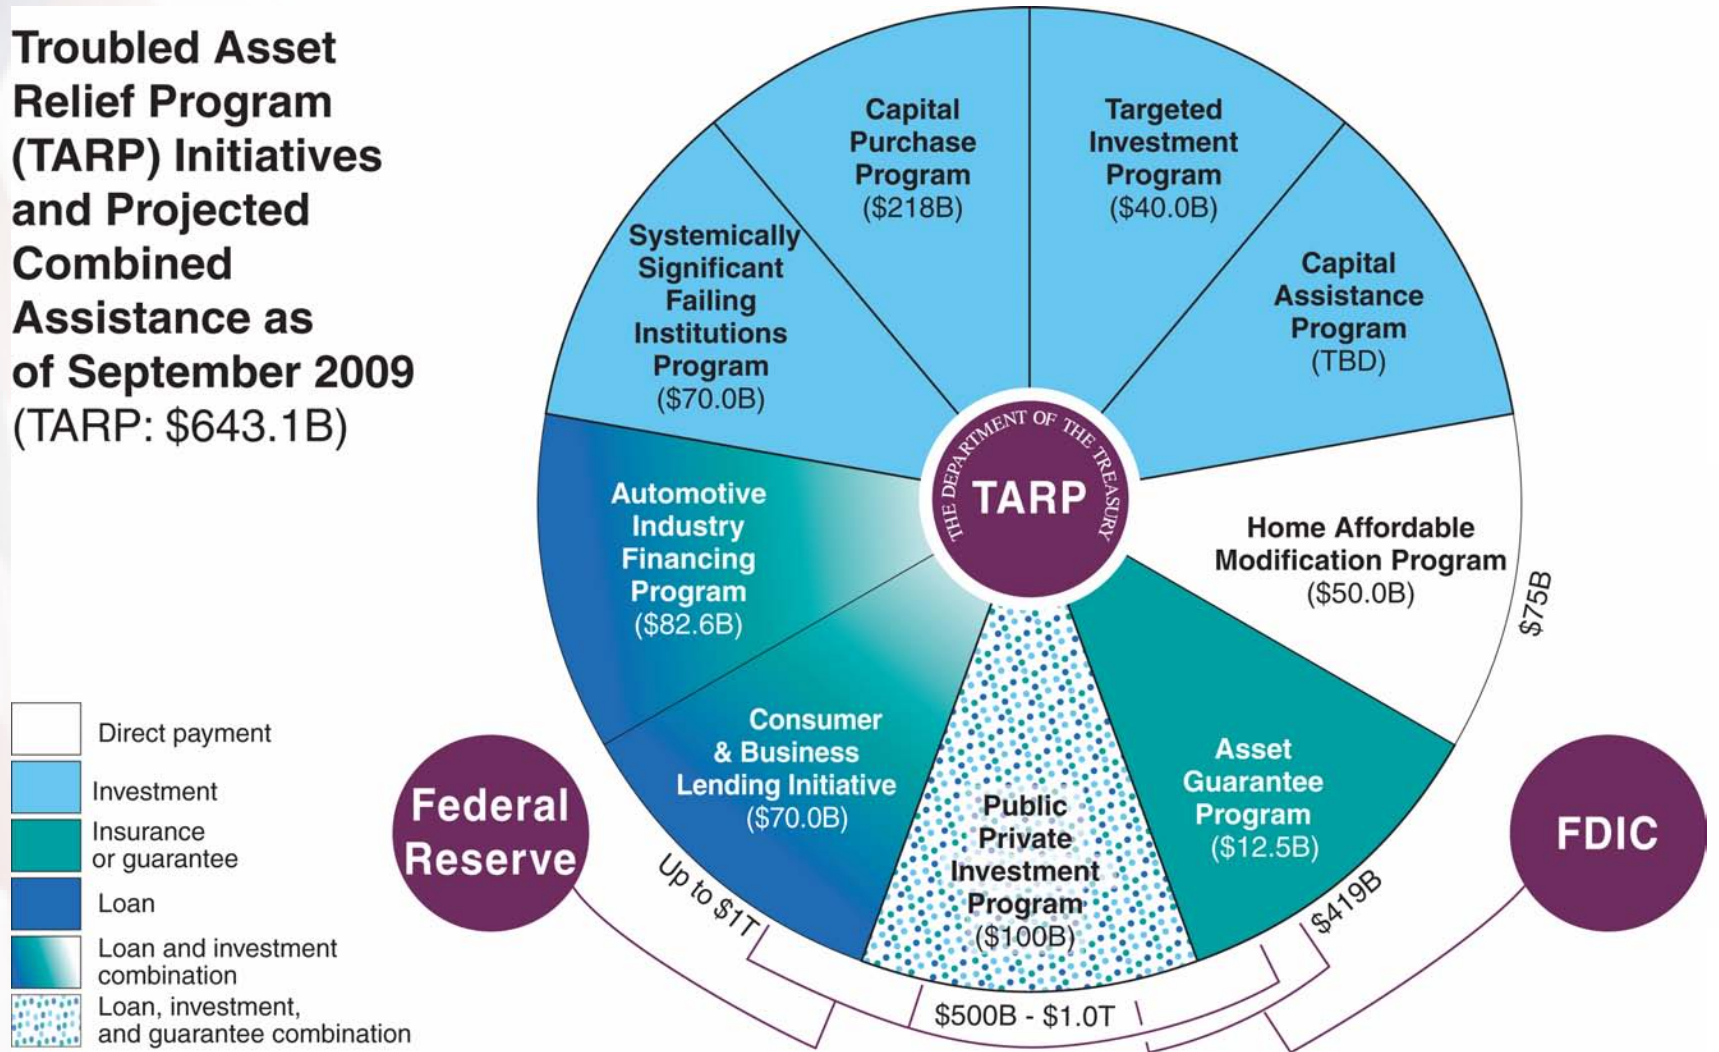 Troubled Asset
Relief Program
(TARP) Initiatives
and Projected
Combined
Assistance as
of September 2009
(TARP: $643.1B)
Capital
Purchase
Program
($218B)
Targeted
Investment
Program
($40.0B)
Systemically
Significant
Failing
Institutions
Program
($70.0B)
Capital
Assistance
Program
(TBD)
THE DEPARTMENT OF THE TREASURY
TARP
Automotive
Industry
Financing
Program
($82.6B)
Home Affordable
Modification Program
($50.0B)
$75B
Consumer
& Business
Lending Initiative
($70.0B)
Public
Private
Investment
Program
($100B)
Asset
Guarantee
Program
($12.5B)
Federal
Reserve
FDIC
Up to $1T
$419B
$500B - $1.0T
Direct payment
Investment
Insurance
or guarantee
Loan
Loan and investment
combination
Loan, investment,
and guarantee combination